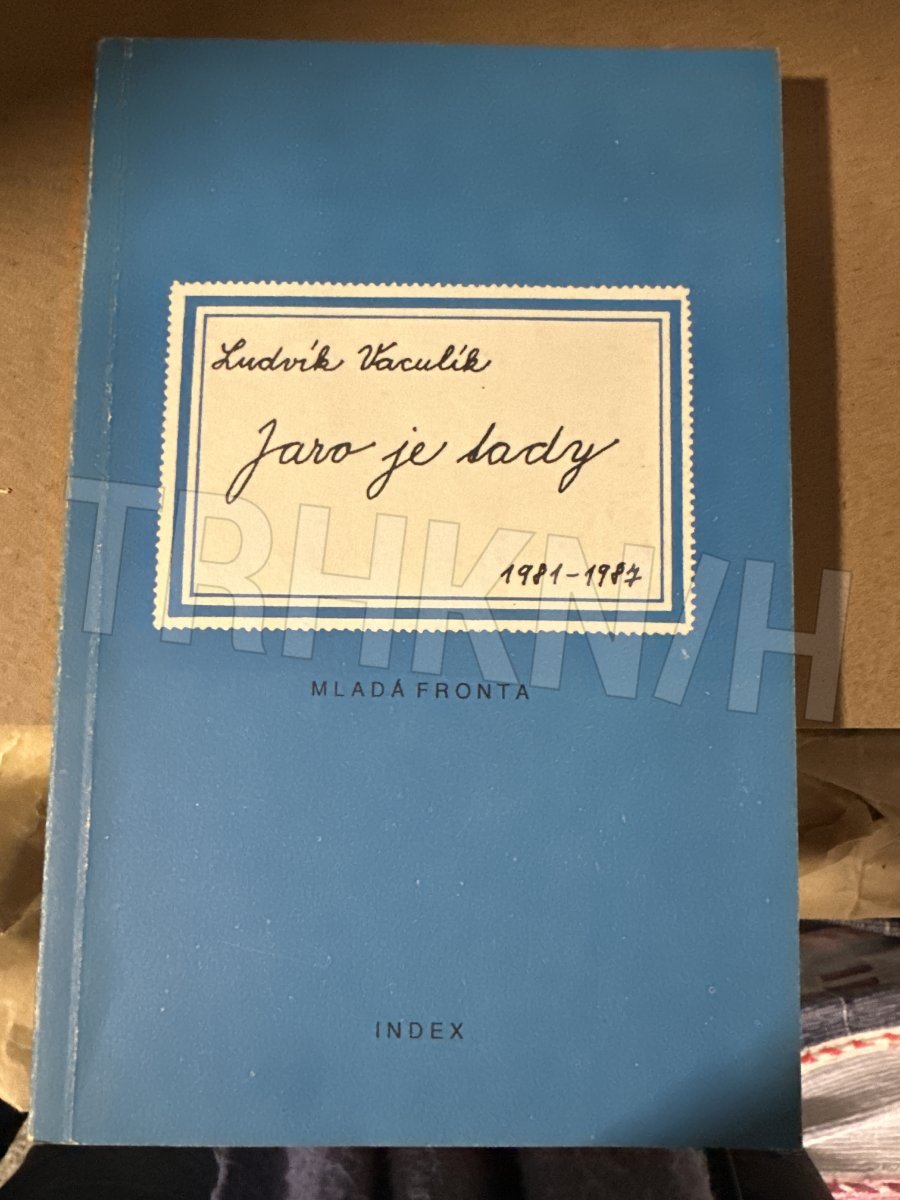 Ludvík Vaculík
Jaro je tady
1981-1987
TRHKNIH
MLADÁ FRONTA
INDEX